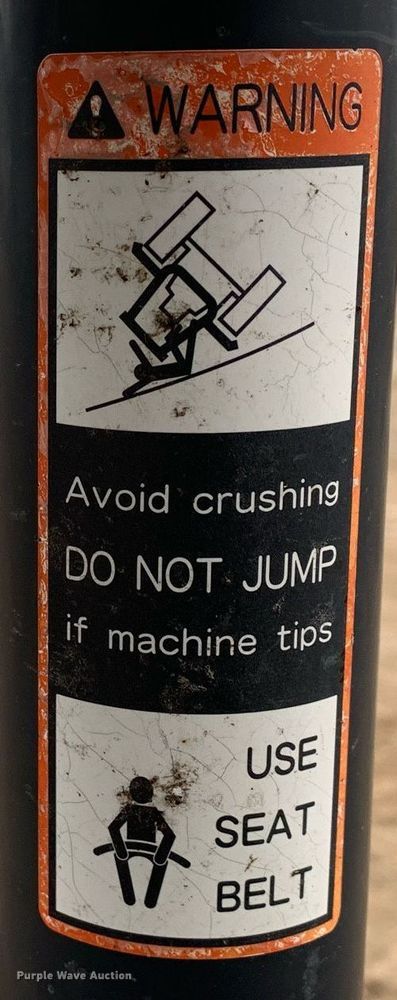 WARNING
Avoid crushing
DO NOT JUMP
if machine tips
USE
SEAT
BELT
Purple Wave Auction